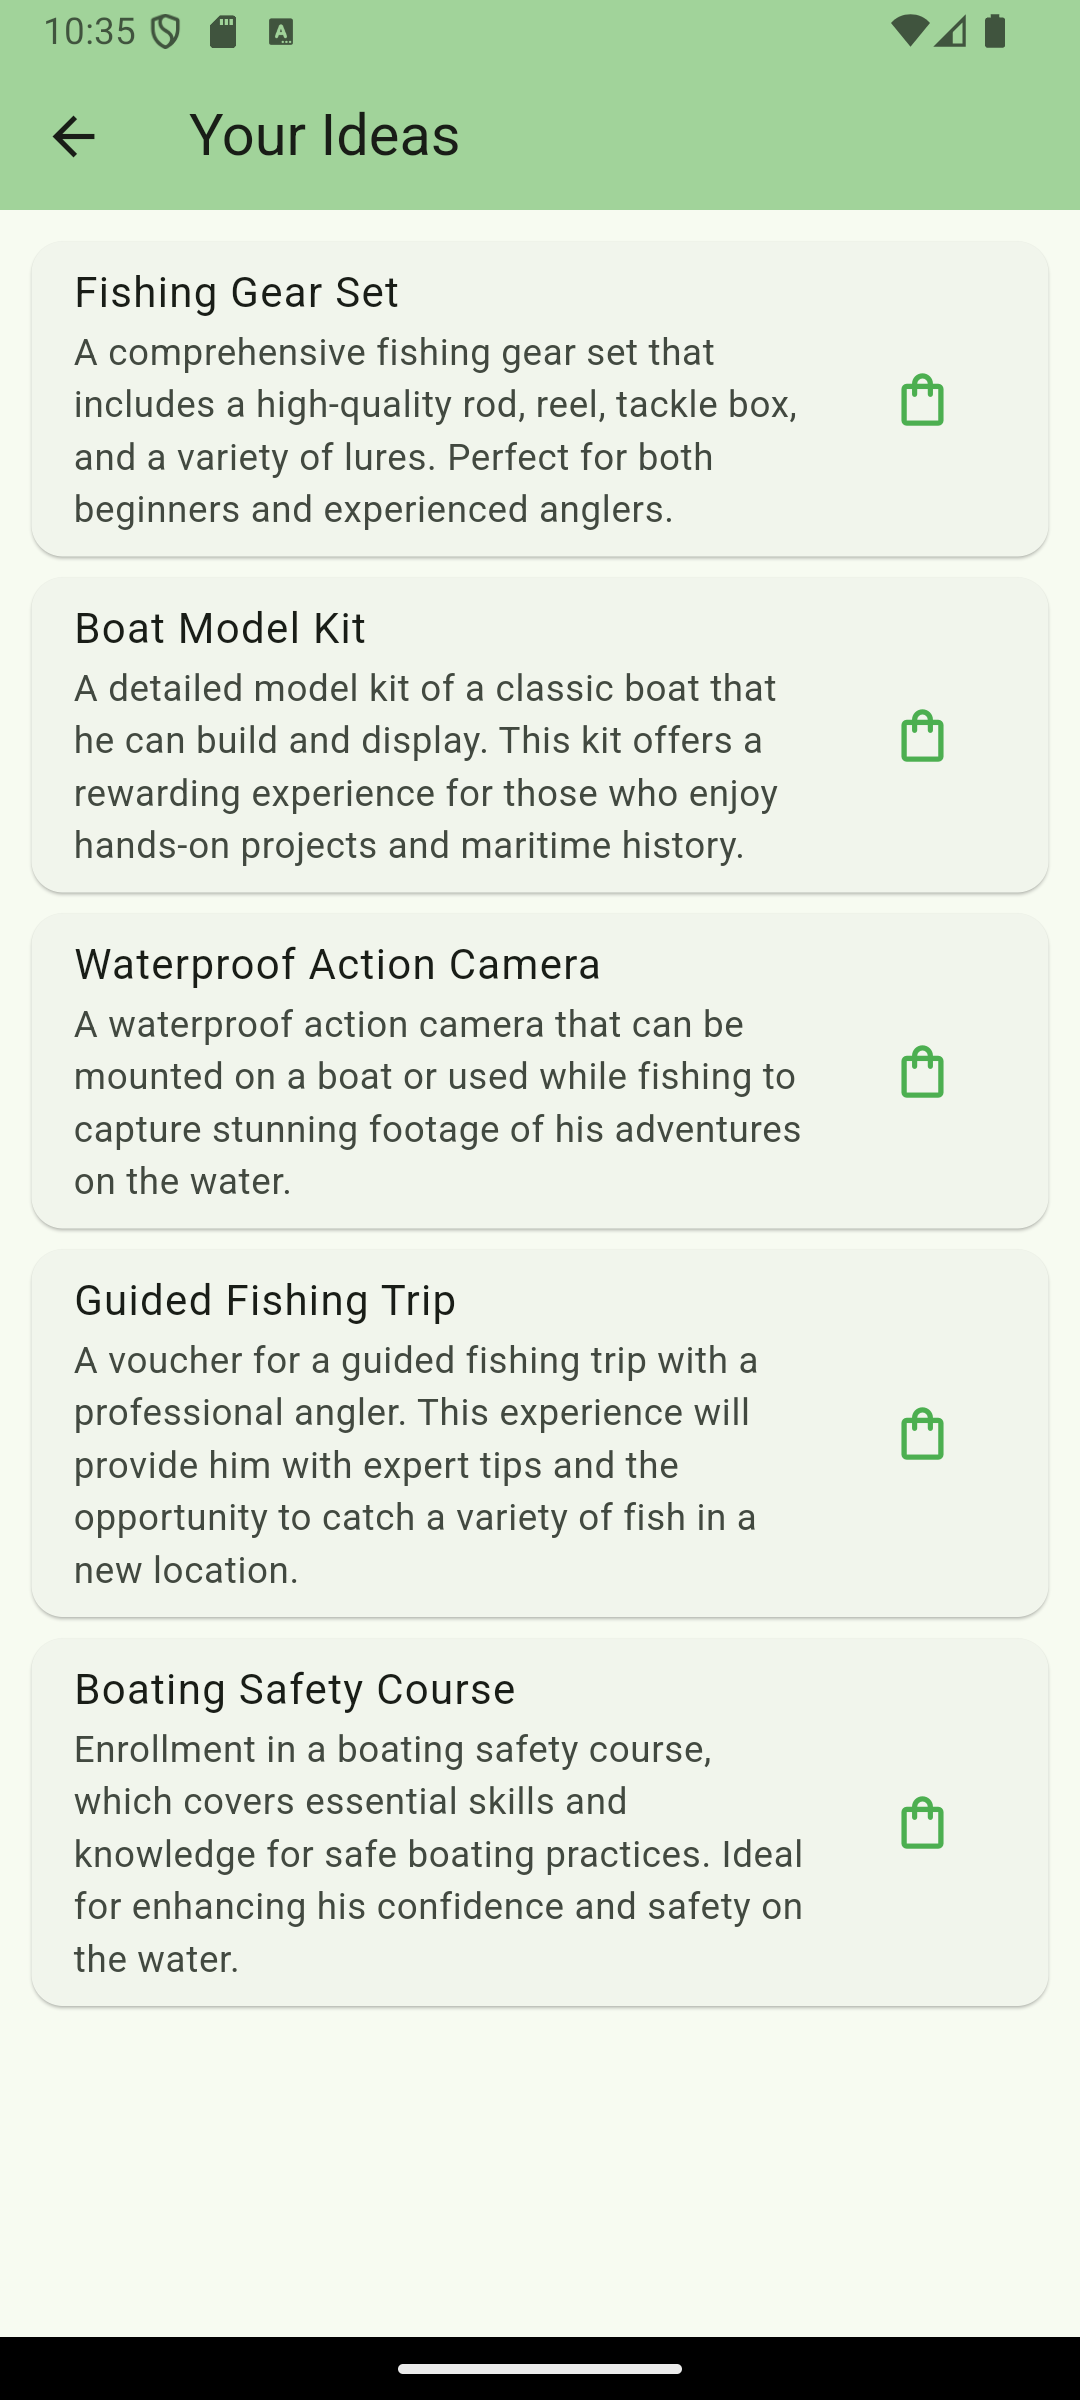 10:35
Your Ideas
Fishing Gear Set
A comprehensive fishing gear set that
includes a high-quality rod, reel, tackle box,
and a variety of lures. Perfect for both
beginners and experienced anglers.
Boat Model Kit
A detailed model kit of a classic boat that
he can build and display. This kit offers a
rewarding experience for those who enjoy
hands-on projects and maritime history.
Waterproof Action Camera
A waterproof action camera that can be
mounted on a boat or used while fishing to
capture stunning footage of his adventures
on the water.
Guided Fishing Trip
A voucher for a guided fishing trip with a
professional angler. This experience will
provide him with expert tips and the
opportunity to catch a variety of fish in a
new location.
Boating Safety Course
Enrollment in a boating safety course,
which covers essential skills and
knowledge for safe boating practices. Ideal
for enhancing his confidence and safety on
the water.